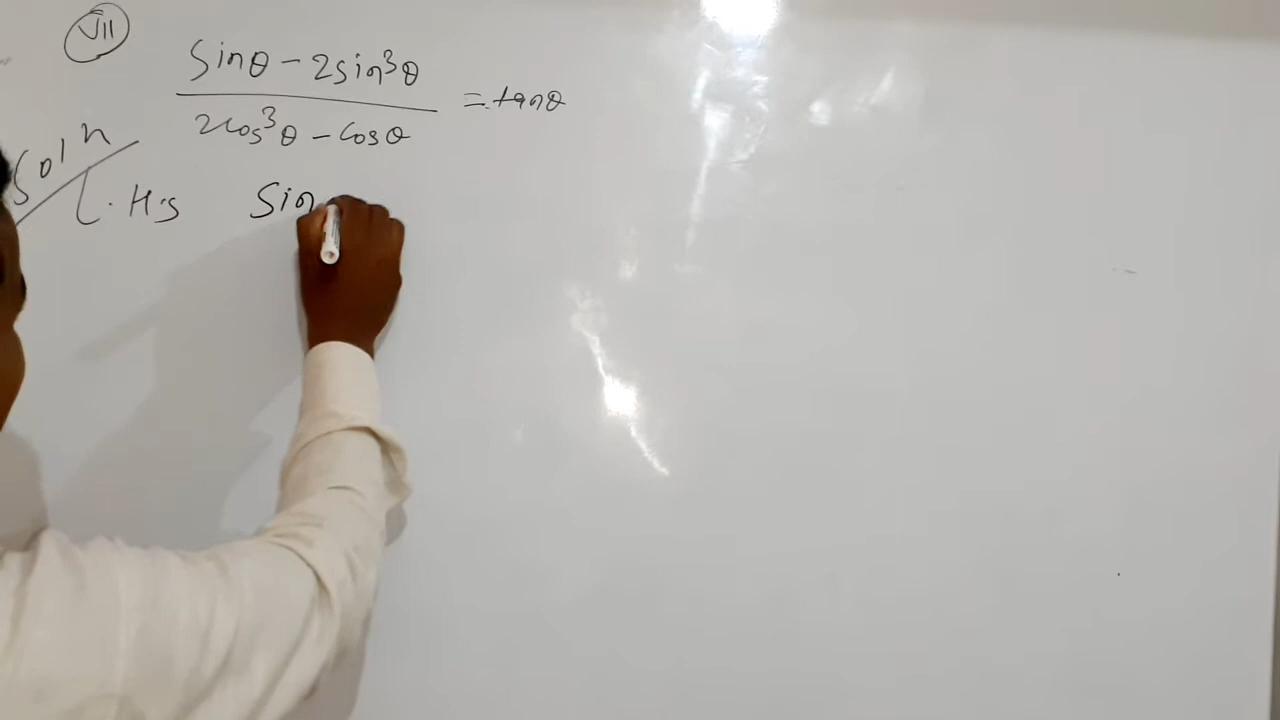 VII
Sinθ - 2sin³θ
2cos³θ - cosθ
= tanθ
Solⁿ
L.H.S Sin